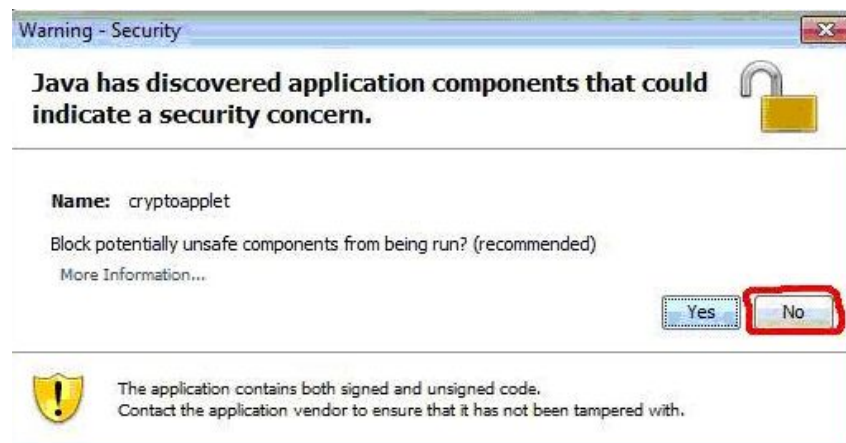 Warning - Security
Java has discovered application components that could
indicate a security concern.
Name: cryptoapplet
Block potentially unsafe components from being run? (recommended)
More Information...
Yes No
The application contains both signed and unsigned code.
Contact the application vendor to ensure that it has not been tampered with.